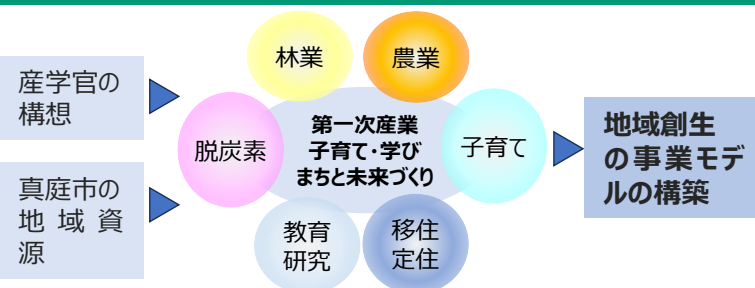 産学官の
構想
真庭市の
地域資
源
林業
農業
脱炭素
第一次産業
子育て・学び
まちと未来づくり
子育て
教育
研究
移住
定住
地域創生
の事業モデ
ルの構築